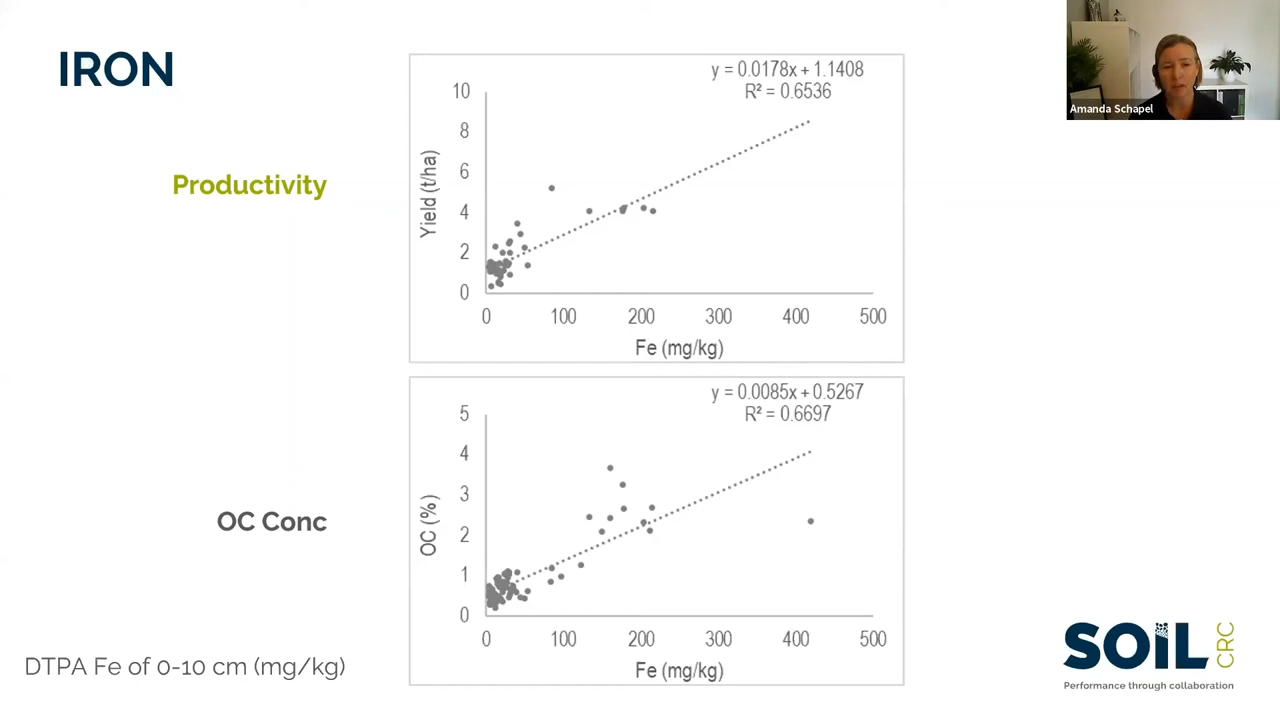 IRON
Productivity
y = 0.0178x + 1.1408
R² = 0.6536
10
8
6
4
2
0
Yield (t/ha)
0 100 200 300 400 500
Fe (mg/kg)
OC Conc
y = 0.0085x + 0.5267
R² = 0.6697
5
4
3
2
1
0
OC (%)
0 100 200 300 400 500
Fe (mg/kg)
DTPA Fe of 0-10 cm (mg/kg)
Amanda Schapel
SOiL CRC
Performance through collaboration